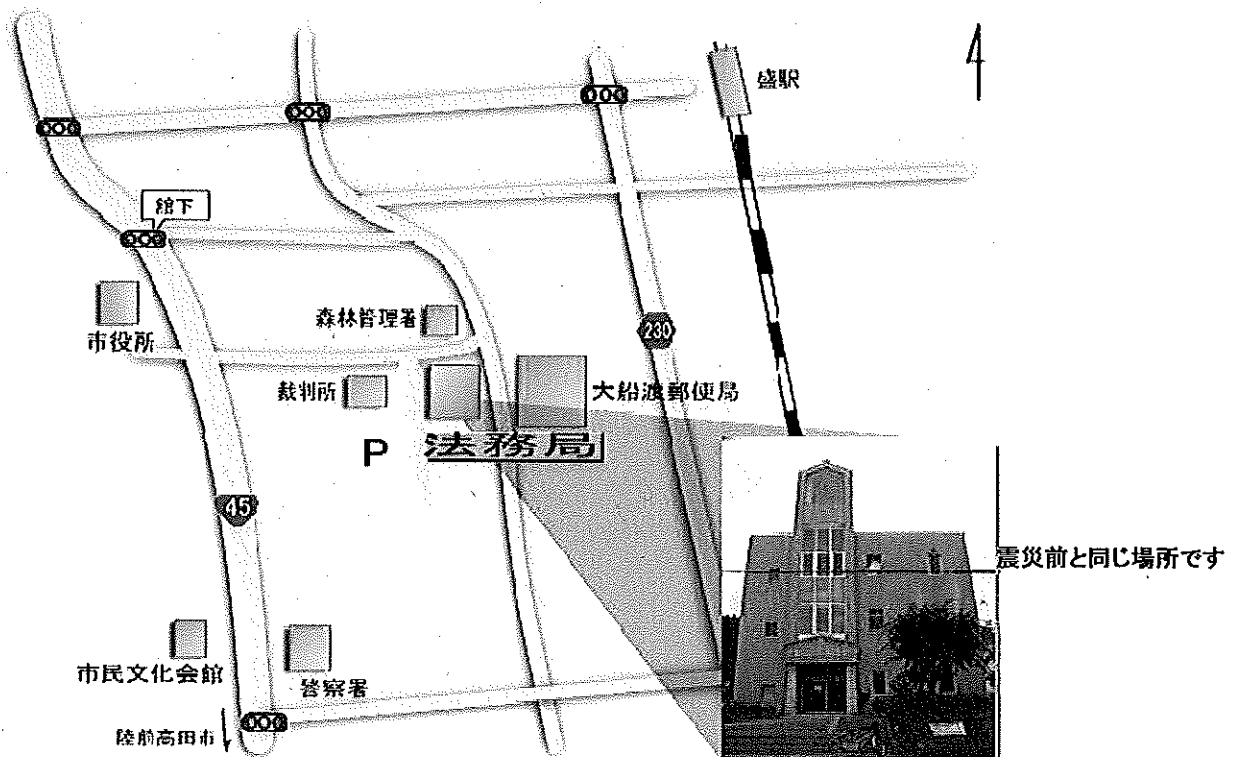 4
盛駅
館下
市役所
森林管理署
230
裁判所
大船渡郵便局
P
法務局
45
震災前と同じ場所です
市民文化会館
警察署
陸前高田市